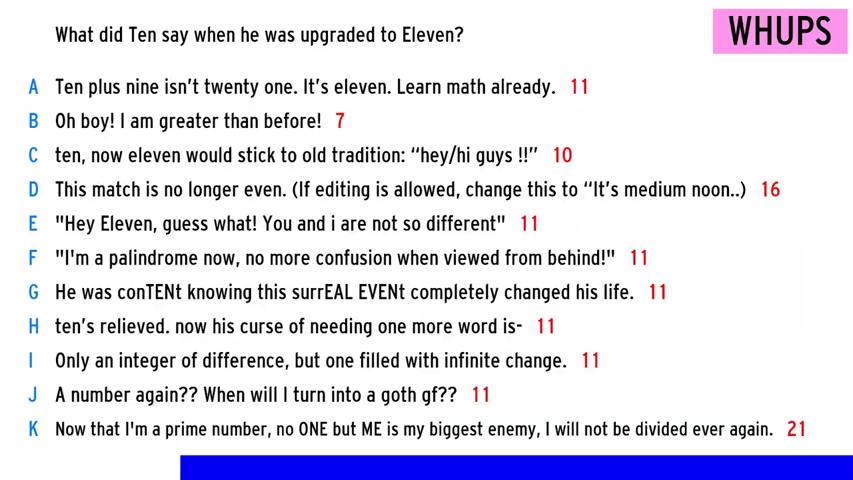 What did Ten say when he was upgraded to Eleven?
WHUPS
A Ten plus nine isn't twenty one. It's eleven. Learn math already. 11
B Oh boy! I am greater than before! 7
C ten, now eleven would stick to old tradition: “hey/hi guys !!” 10
D This match is no longer even. (If editing is allowed, change this to “It's medium noon..) 16
E "Hey Eleven, guess what! You and i are not so different" 11
F "I'm a palindrome now, no more confusion when viewed from behind!" 11
G He was conTENt knowing this surrEAL EVENt completely changed his life. 11
H ten's relieved. now his curse of needing one more word is- 11
I Only an integer of difference, but one filled with infinite change. 11
J A number again?? When will I turn into a goth gf?? 11
K Now that I'm a prime number, no ONE but ME is my biggest enemy, I will not be divided ever again. 21